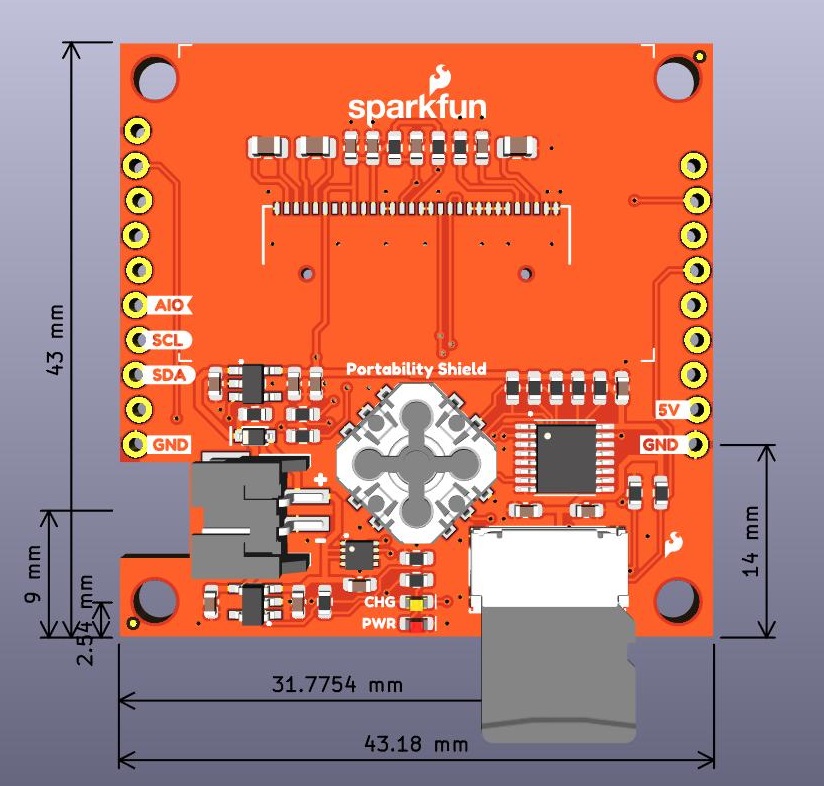 sparkfun
AIO
SCL
SDA
GND
Portability Shield
5V
GND
+
-
CHG
PWR
43 mm
9 mm
2.54 mm
14 mm
31.7754 mm
43.18 mm